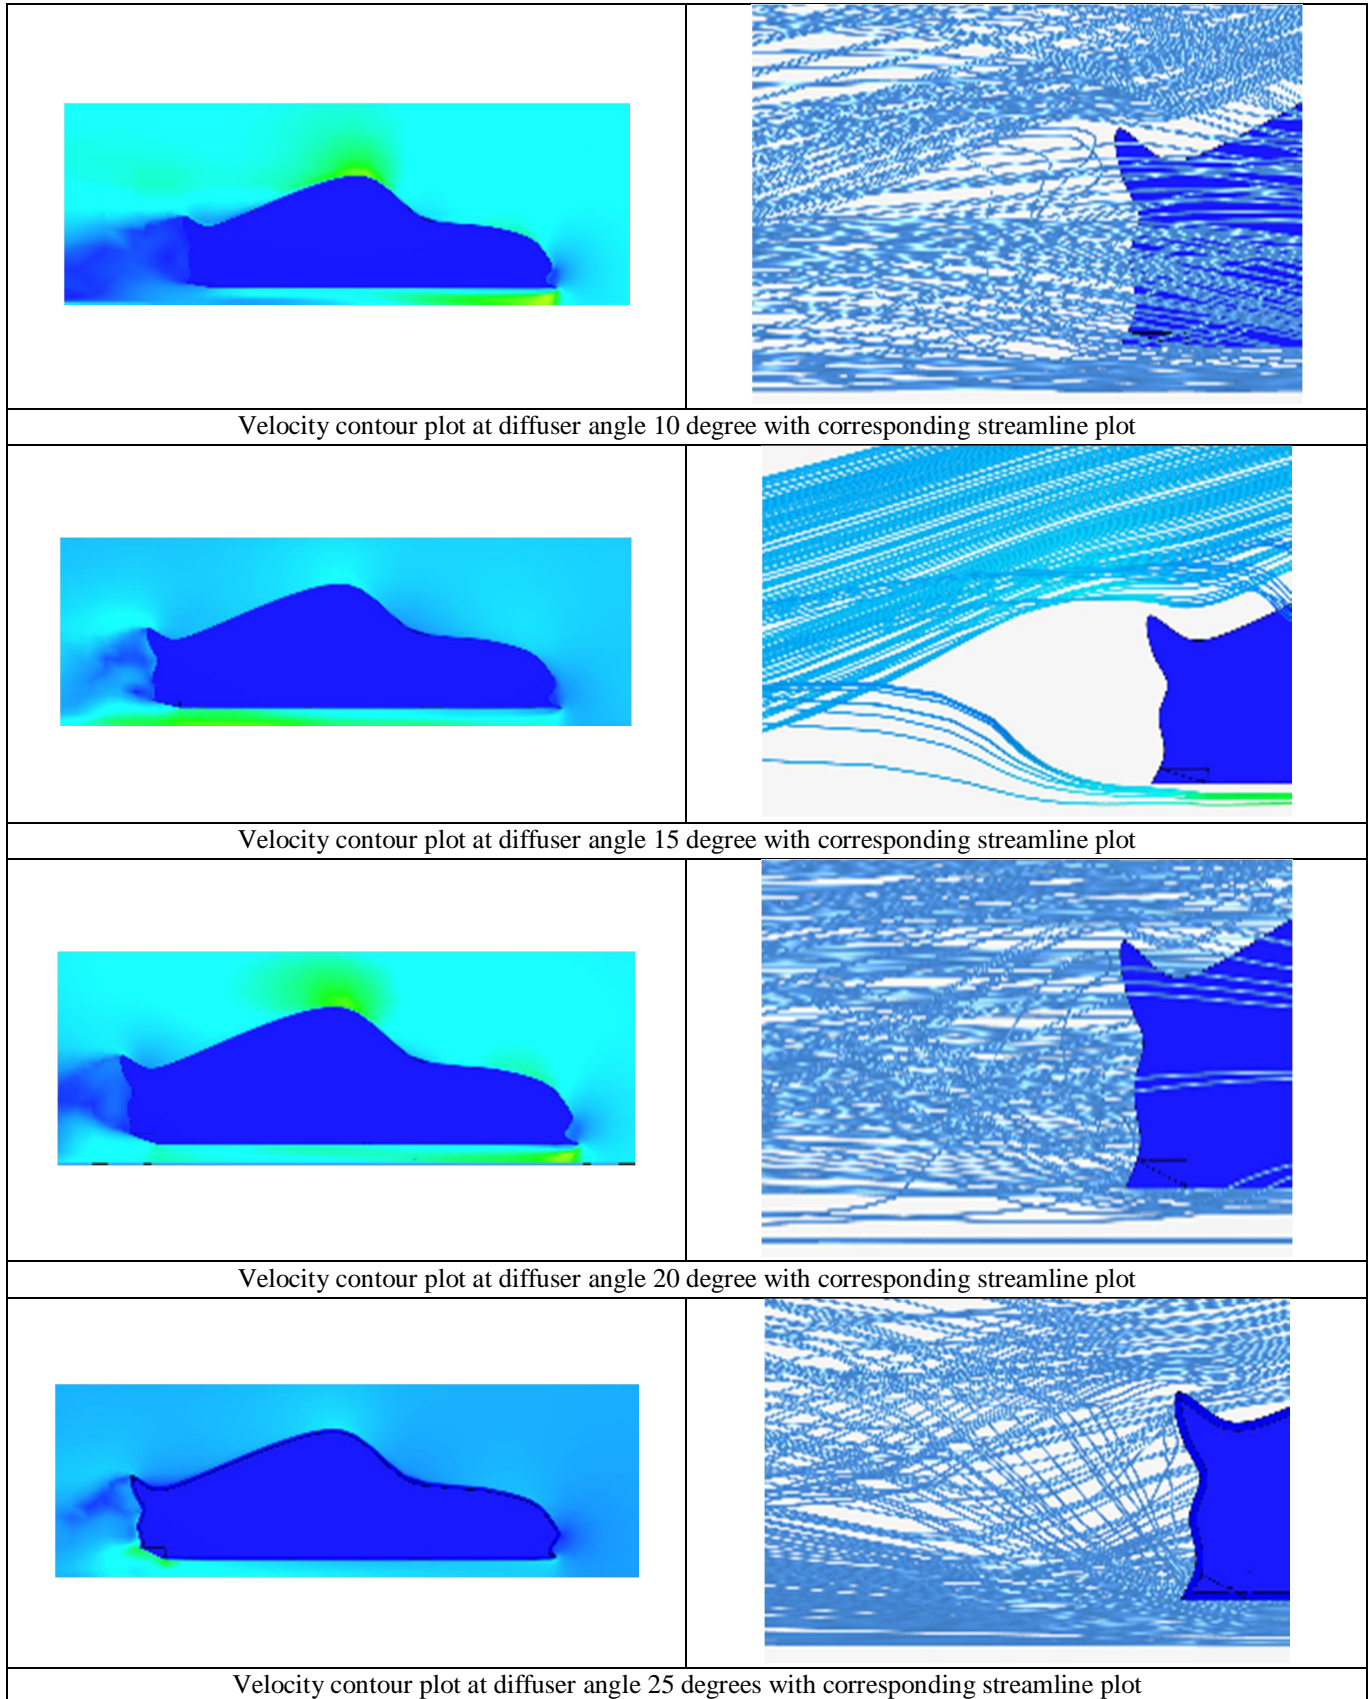 Velocity contour plot at diffuser angle 10 degree with corresponding streamline plot
Velocity contour plot at diffuser angle 15 degree with corresponding streamline plot
Velocity contour plot at diffuser angle 20 degree with corresponding streamline plot
Velocity contour plot at diffuser angle 25 degrees with corresponding streamline plot